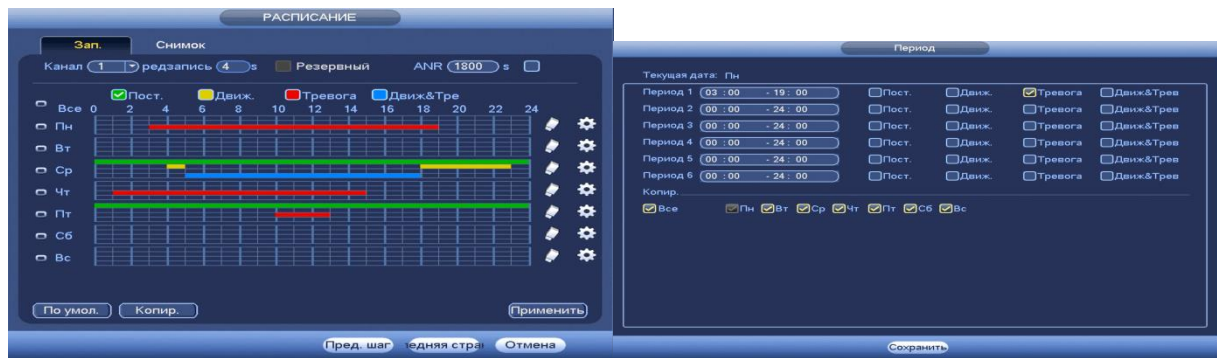 РАСПИСАНИЕ
Зап. Снимок
Канал 1 редзапись 4 s Резервный ANR 1800 s
Пост. Движ. Тревога Движ&Тре
Все 0 2 4 6 8 10 12 14 16 18 20 22 24
Пн
Вт
Ср
Чт
Пт
Сб
Вс
По умол. Копир. Применить
Пред. шаг едняя стра Отмена
Период
Текущая дата: Пн
Период 1 03 : 00 - 19 : 00 Пост. Движ. Тревога Движ&Трев
Период 2 00 : 00 - 24 : 00 Пост. Движ. Тревога Движ&Трев
Период 3 00 : 00 - 24 : 00 Пост. Движ. Тревога Движ&Трев
Период 4 00 : 00 - 24 : 00 Пост. Движ. Тревога Движ&Трев
Период 5 00 : 00 - 24 : 00 Пост. Движ. Тревога Движ&Трев
Период 6 00 : 00 - 24 : 00 Пост. Движ. Тревога Движ&Трев
Копир.
Все Пн Вт Ср Чт Пт Сб Вс
Сохранить